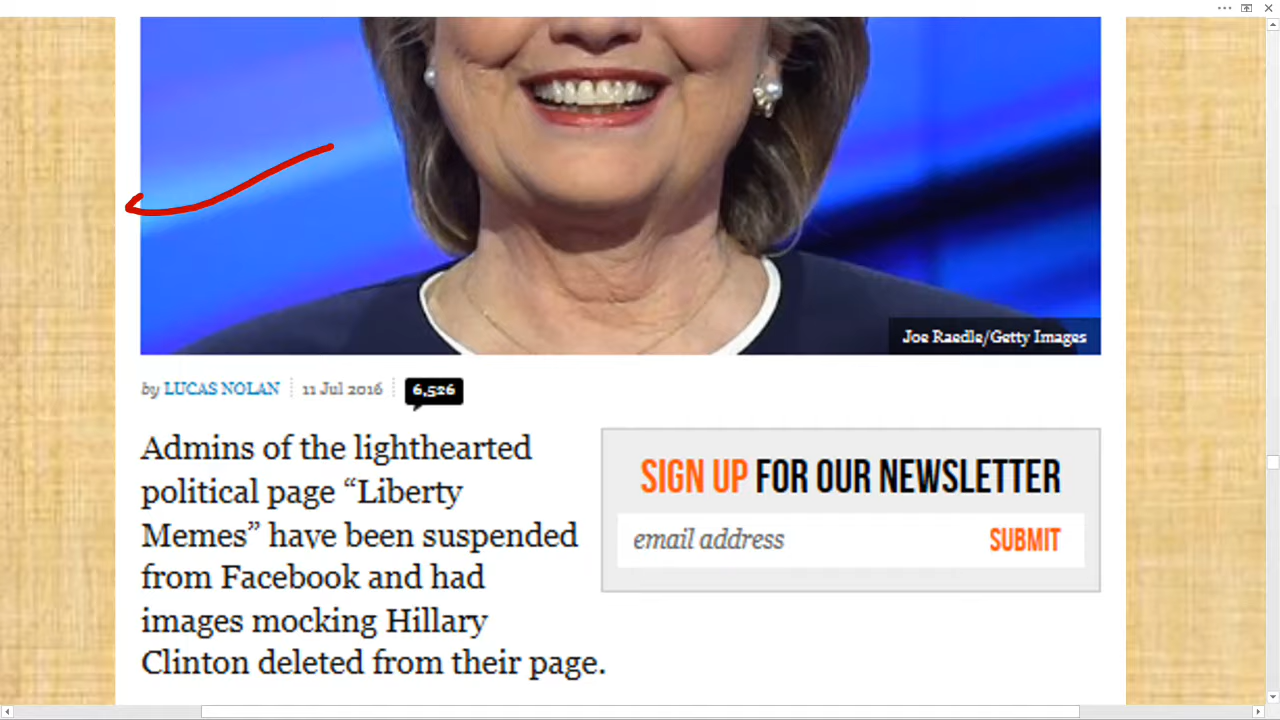 Joe Raedle/Getty Images
by LUCAS NOLAN 11 Jul 2016 6,526
Admins of the lighthearted
political page “Liberty
Memes” have been suspended
from Facebook and had
images mocking Hillary
Clinton deleted from their page.
SIGN UP FOR OUR NEWSLETTER
email address SUBMIT